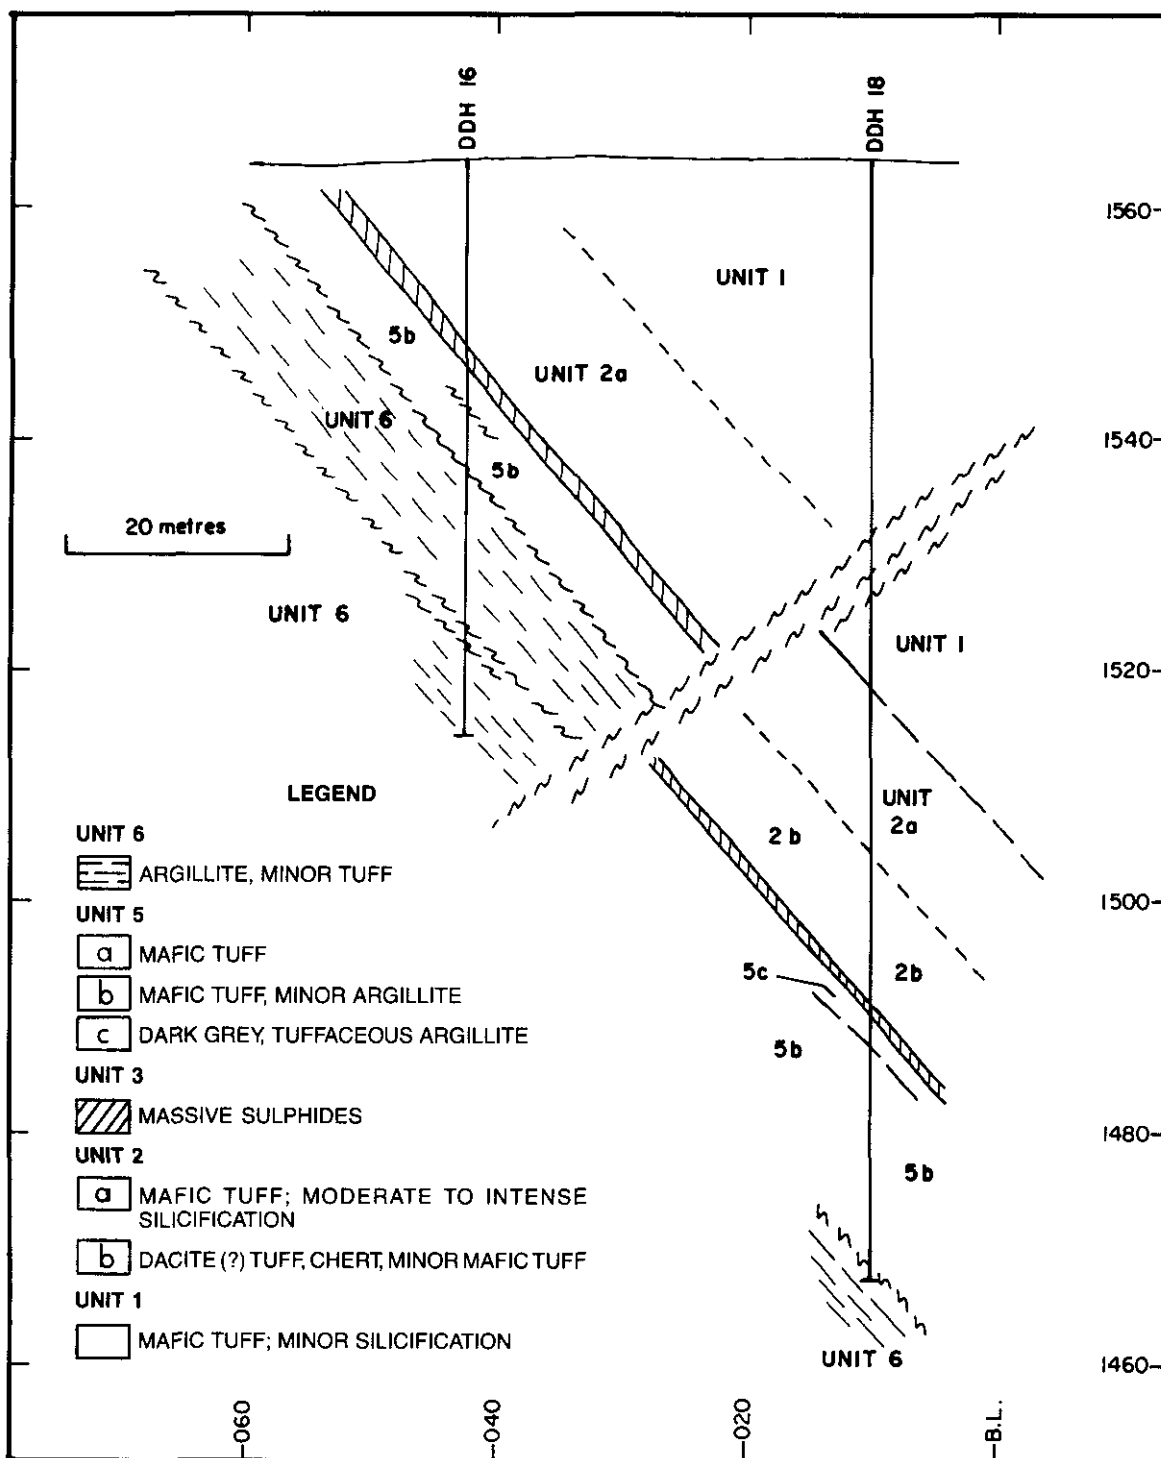 DDH 16
DDH 18
1560
UNIT 1
5b
UNIT 2a
UNIT 6
1540
5b
20 metres
UNIT 6
UNIT 1
1520
LEGEND
UNIT
2a
2b
UNIT 6
ARGILLITE, MINOR TUFF
1500
UNIT 5
a MAFIC TUFF
5c
2b
b MAFIC TUFF, MINOR ARGILLITE
c DARK GREY, TUFFACEOUS ARGILLITE
5b
UNIT 3
MASSIVE SULPHIDES
1480
UNIT 2
5b
a MAFIC TUFF; MODERATE TO INTENSE
SILICIFICATION
b DACITE (?) TUFF, CHERT, MINOR MAFIC TUFF
UNIT 1
MAFIC TUFF; MINOR SILICIFICATION
UNIT 6
1460
-060
-040
-020
B.L.